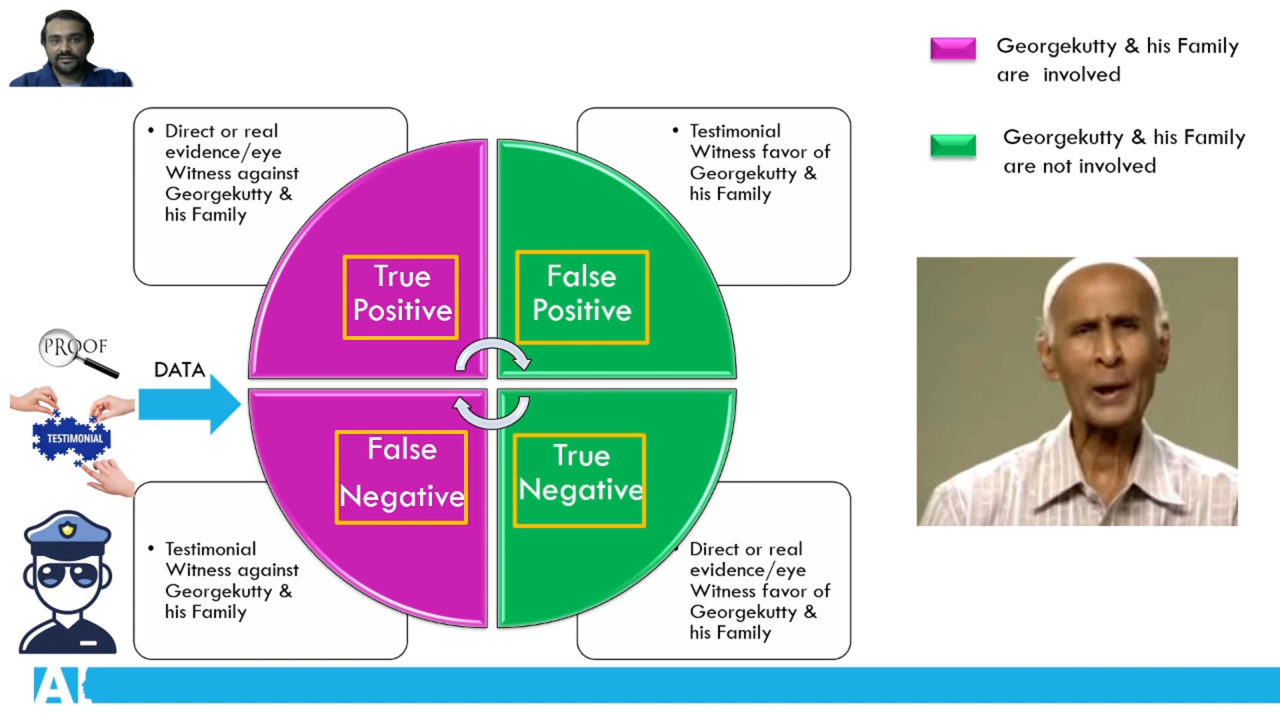 Georgekutty & his Family
are involved
Georgekutty & his Family
are not involved
• Direct or real
evidence/eye
Witness against
Georgekutty &
his Family
• Testimonial
Witness favor of
Georgekutty &
his Family
True
Positive
False
Positive
PROOF
DATA
TESTIMONIAL
False
Negative
True
Negative
• Testimonial
Witness against
Georgekutty &
his Family
• Direct or real
evidence/eye
Witness favor of
Georgekutty &
his Family
AI